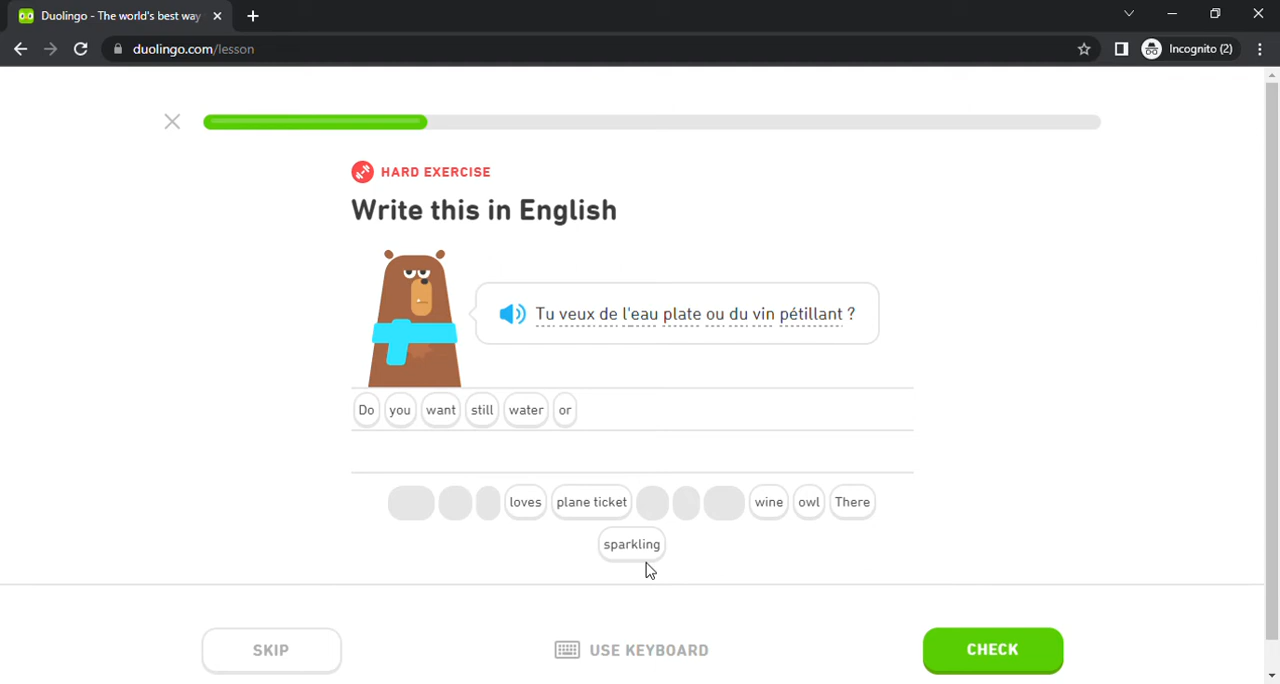 Duolingo - The world's best way
duolingo.com/lesson
Incognito (2)
HARD EXERCISE
Write this in English
Tu veux de l'eau plate ou du vin pétillant ?
Do you want still water or
loves plane ticket wine owl There
sparkling
SKIP
USE KEYBOARD
CHECK